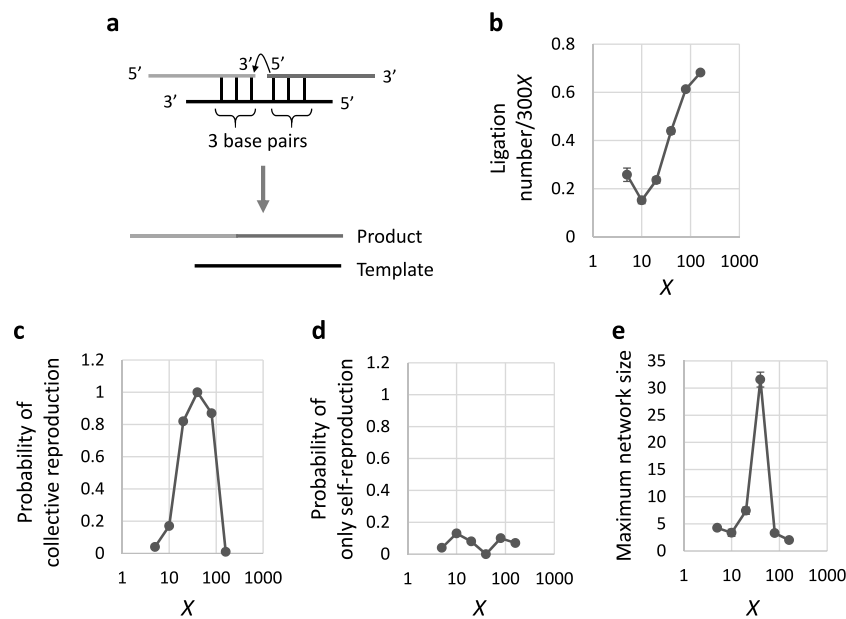 a
5’
3’
5’
3’
3’
5’
3 base pairs
Product
Template
b
Ligation
number/300X
0.8
0.6
0.4
0.2
0
1
10
100
1000
X
c
Probability of
collective reproduction
1.2
1
0.8
0.6
0.4
0.2
0
1
10
100
1000
X
d
Probability of
only self-reproduction
1.2
1
0.8
0.6
0.4
0.2
0
1
10
100
1000
X
e
Maximum network size
35
30
25
20
15
10
5
0
1
10
100
1000
X